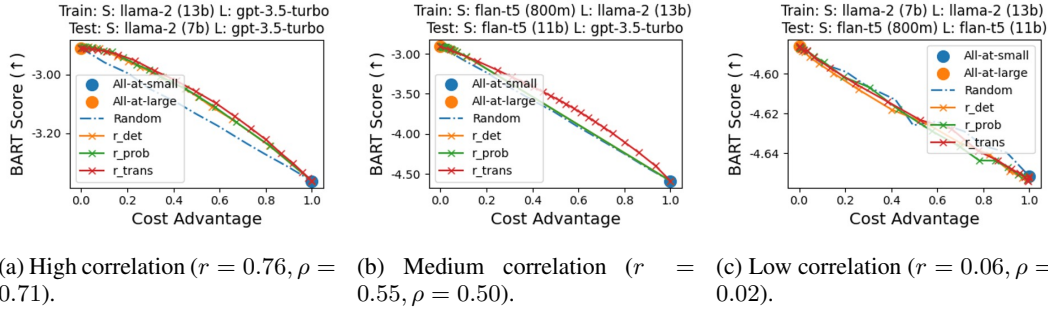 Train: S: llama-2 (13b) L: gpt-3.5-turbo
Test: S: llama-2 (7b) L: gpt-3.5-turbo
BART Score (↑)
-3.00
-3.20
All-at-small
All-at-large
Random
r_det
r_prob
r_trans
0.0 0.2 0.4 0.6 0.8 1.0
Cost Advantage
Train: S: flan-t5 (800m) L: llama-2 (13b)
Test: S: flan-t5 (11b) L: gpt-3.5-turbo
BART Score (↑)
-3.00
-3.50
-4.00
-4.50
All-at-small
All-at-large
Random
r_det
r_prob
r_trans
0.0 0.2 0.4 0.6 0.8 1.0
Cost Advantage
Train: S: llama-2 (7b) L: llama-2 (13b)
Test: S: flan-t5 (800m) L: flan-t5 (11b)
BART Score (↑)
-4.60
-4.62
-4.64
All-at-small
All-at-large
Random
r_det
r_prob
r_trans
0.0 0.2 0.4 0.6 0.8 1.0
Cost Advantage
(a) High correlation (r = 0.76, ρ =
0.71).
(b) Medium correlation (r =
0.55, ρ = 0.50).
(c) Low correlation (r = 0.06, ρ =
0.02).